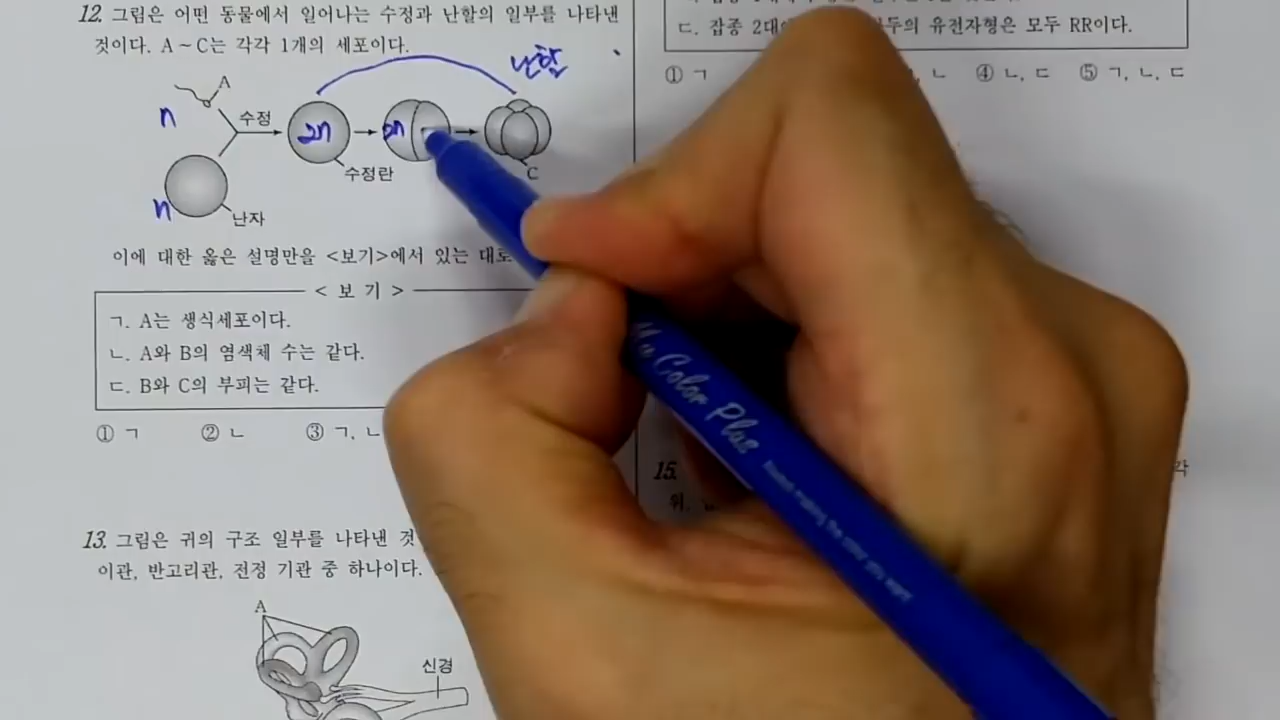 12. 그림은 어떤 동물에서 일어나는 수정과 난할의 일부를 나타낸
것이다. A ~ C는 각각 1개의 세포이다.
난할
A
n
수정
2n
2n
수정란
C
n
난자
이에 대한 옳은 설명만을 <보기>에서 있는 대로
< 보 기 >
ㄱ. A는 생식세포이다.
ㄴ. A와 B의 염색체 수는 같다.
ㄷ. B와 C의 부피는 같다.
① ㄱ ② ㄴ ③ ㄱ, ㄴ
13. 그림은 귀의 구조 일부를 나타낸 것
이관, 반고리관, 전정 기관 중 하나이다.
A
신경
ㄷ. 잡종 2대에 유전자형은 모두 RR이다.
① ㄱ ㄴ ④ ㄴ, ㄷ ⑤ ㄱ, ㄴ, ㄷ
15.
각
위,
My Color Plus